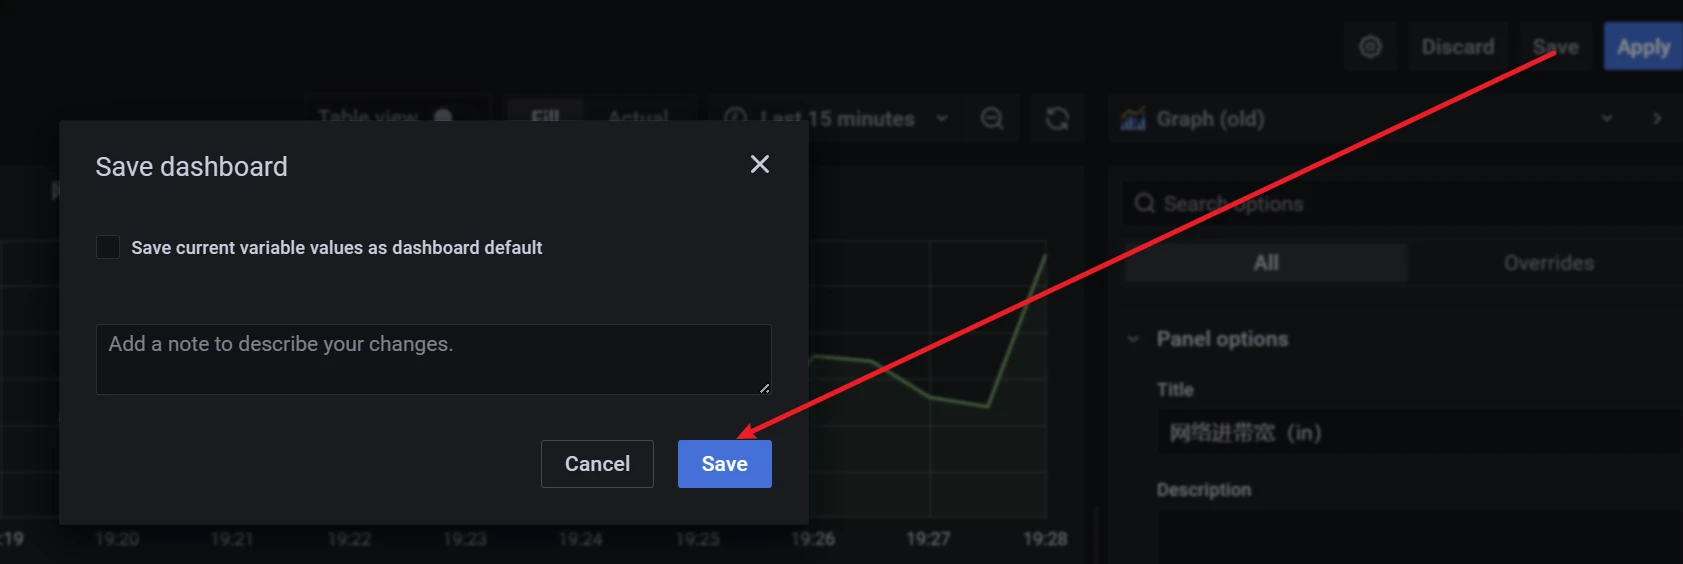 Discard
Save
Apply
Table view
Fill
Actual
Last 15 minutes
Graph (old)
Save dashboard
Save current variable values as dashboard default
Add a note to describe your changes.
Cancel
Save
Search options
All
Overrides
Panel options
Title
网络进带宽（in）
Description
:19
19:20
19:21
19:22
19:23
19:24
19:25
19:26
19:27
19:28